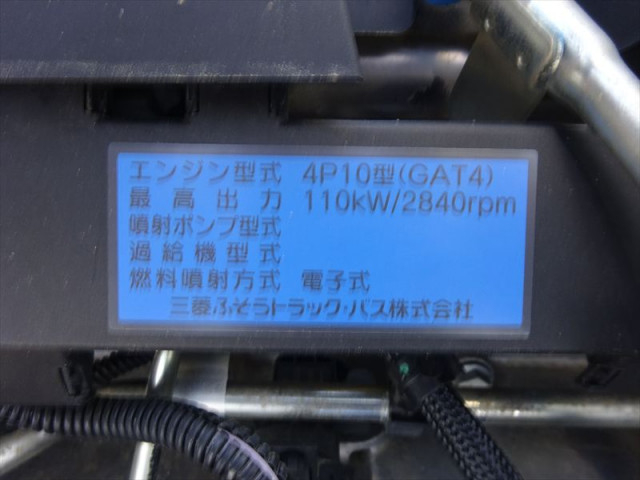 エンジン型式 4P10型(GAT4)
最高出力 110kW/2840rpm
噴射ポンプ型式
過給機型式
燃料噴射方式 電子式
三菱ふそうトラック・バス株式会社